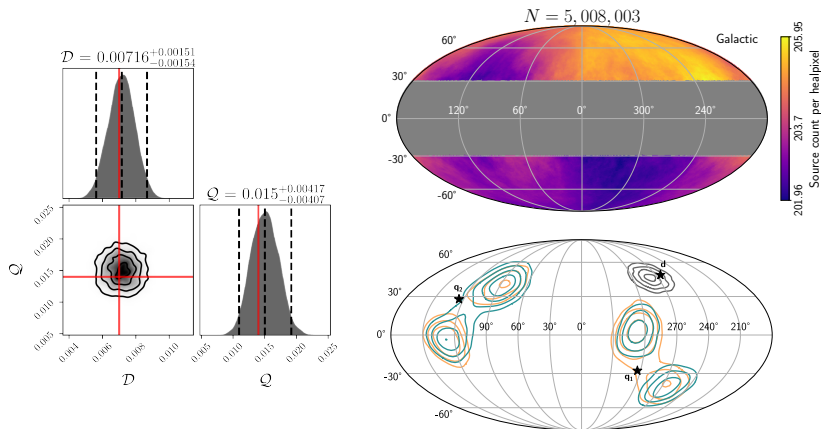 N = 5,008,003
Galactic
60°
30°
0°
-30°
-60°
120° 60° 0° 300° 240°
205.95
203.7
201.96
Source count per healpixel
𝒟 = 0.00716 +0.00151 −0.00154
𝒬 = 0.015 +0.00417 −0.00407
0.025
0.020
0.015
0.010
0.005
𝒬
0.004 0.006 0.008 0.010
𝒟
0.005 0.010 0.015 0.020 0.025
𝒬
60°
30°
0°
-30°
-60°
90° 60° 30° 0° 270° 240° 210°
q₂
d
q₁